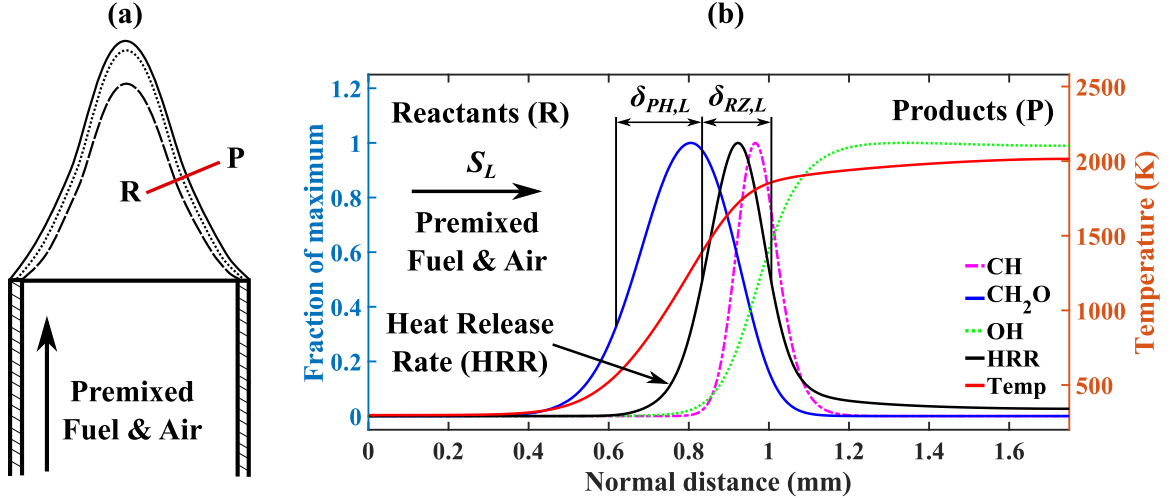 (a)
R
P
Premixed
Fuel & Air
(b)
Reactants (R)
δPH,L
δRZ,L
Products (P)
SL
Premixed
Fuel & Air
Heat Release
Rate (HRR)
CH
CH2O
OH
HRR
Temp
Fraction of maximum
1.2
1
0.8
0.6
0.4
0.2
0
0
0.2
0.4
0.6
0.8
1
1.2
1.4
1.6
Normal distance (mm)
2500
2000
1500
1000
500
Temperature (K)